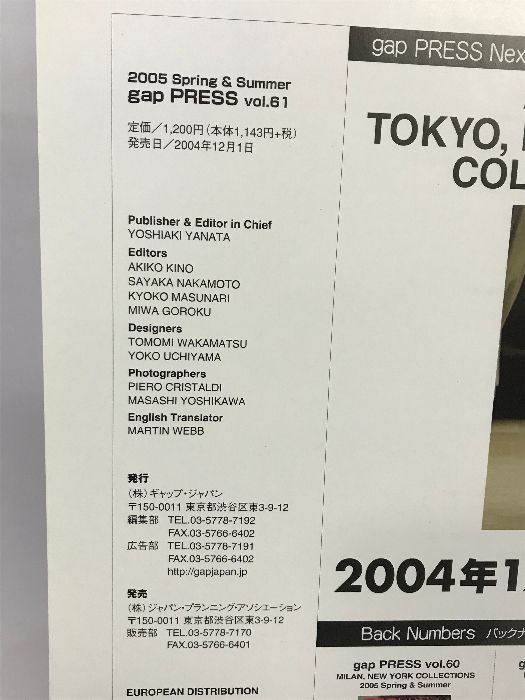 2005 Spring & Summer
gap PRESS vol.61
定価／1,200円（本体1,143円+税）
発売日／2004年12月1日
Publisher & Editor in Chief
YOSHIAKI YANATA
Editors
AKIKO KINO
SAYAKA NAKAMOTO
KYOKO MASUNARI
MIWA GOROKU
Designers
TOMOMI WAKAMATSU
YOKO UCHIYAMA
Photographers
PIERO CRISTALDI
MASASHI YOSHIKAWA
English Translator
MARTIN WEBB
発行
（株）ギャップ・ジャパン
〒150-0011 東京都渋谷区東3-9-12
編集部 TEL.03-5778-7192
FAX.03-5766-6402
広告部 TEL.03-5778-7191
FAX.03-5766-6402
http://gapjapan.jp
発売
（株）ジャパン・プランニング・アソシエーション
〒150-0011 東京都渋谷区東3-9-12
販売部 TEL.03-5778-7170
FAX.03-5766-6401
EUROPEAN DISTRIBUTION
gap PRESS Nex
TOKYO,
COL
2004年1
Back Numbers バックナ
gap PRESS vol.60
MILAN, NEW YORK COLLECTIONS
2005 Spring & Summer